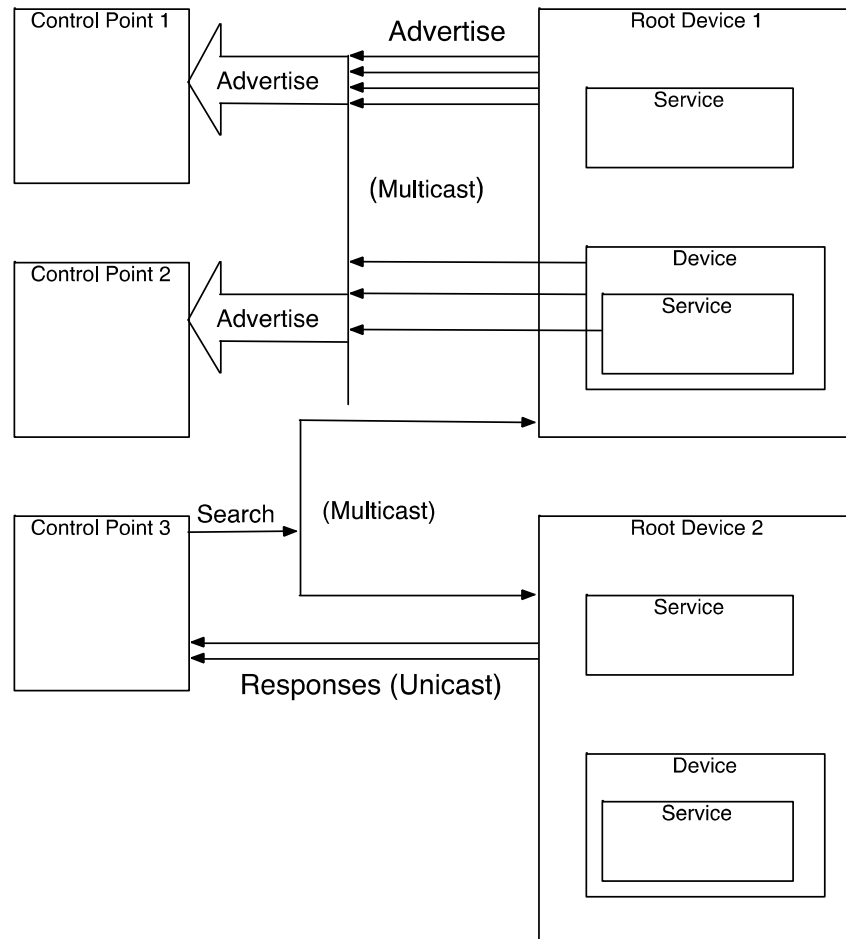 Control Point 1
Advertise
Root Device 1
Advertise
Service
(Multicast)
Control Point 2
Device
Advertise
Service
Control Point 3
Search
(Multicast)
Root Device 2
Service
Responses (Unicast)
Device
Service